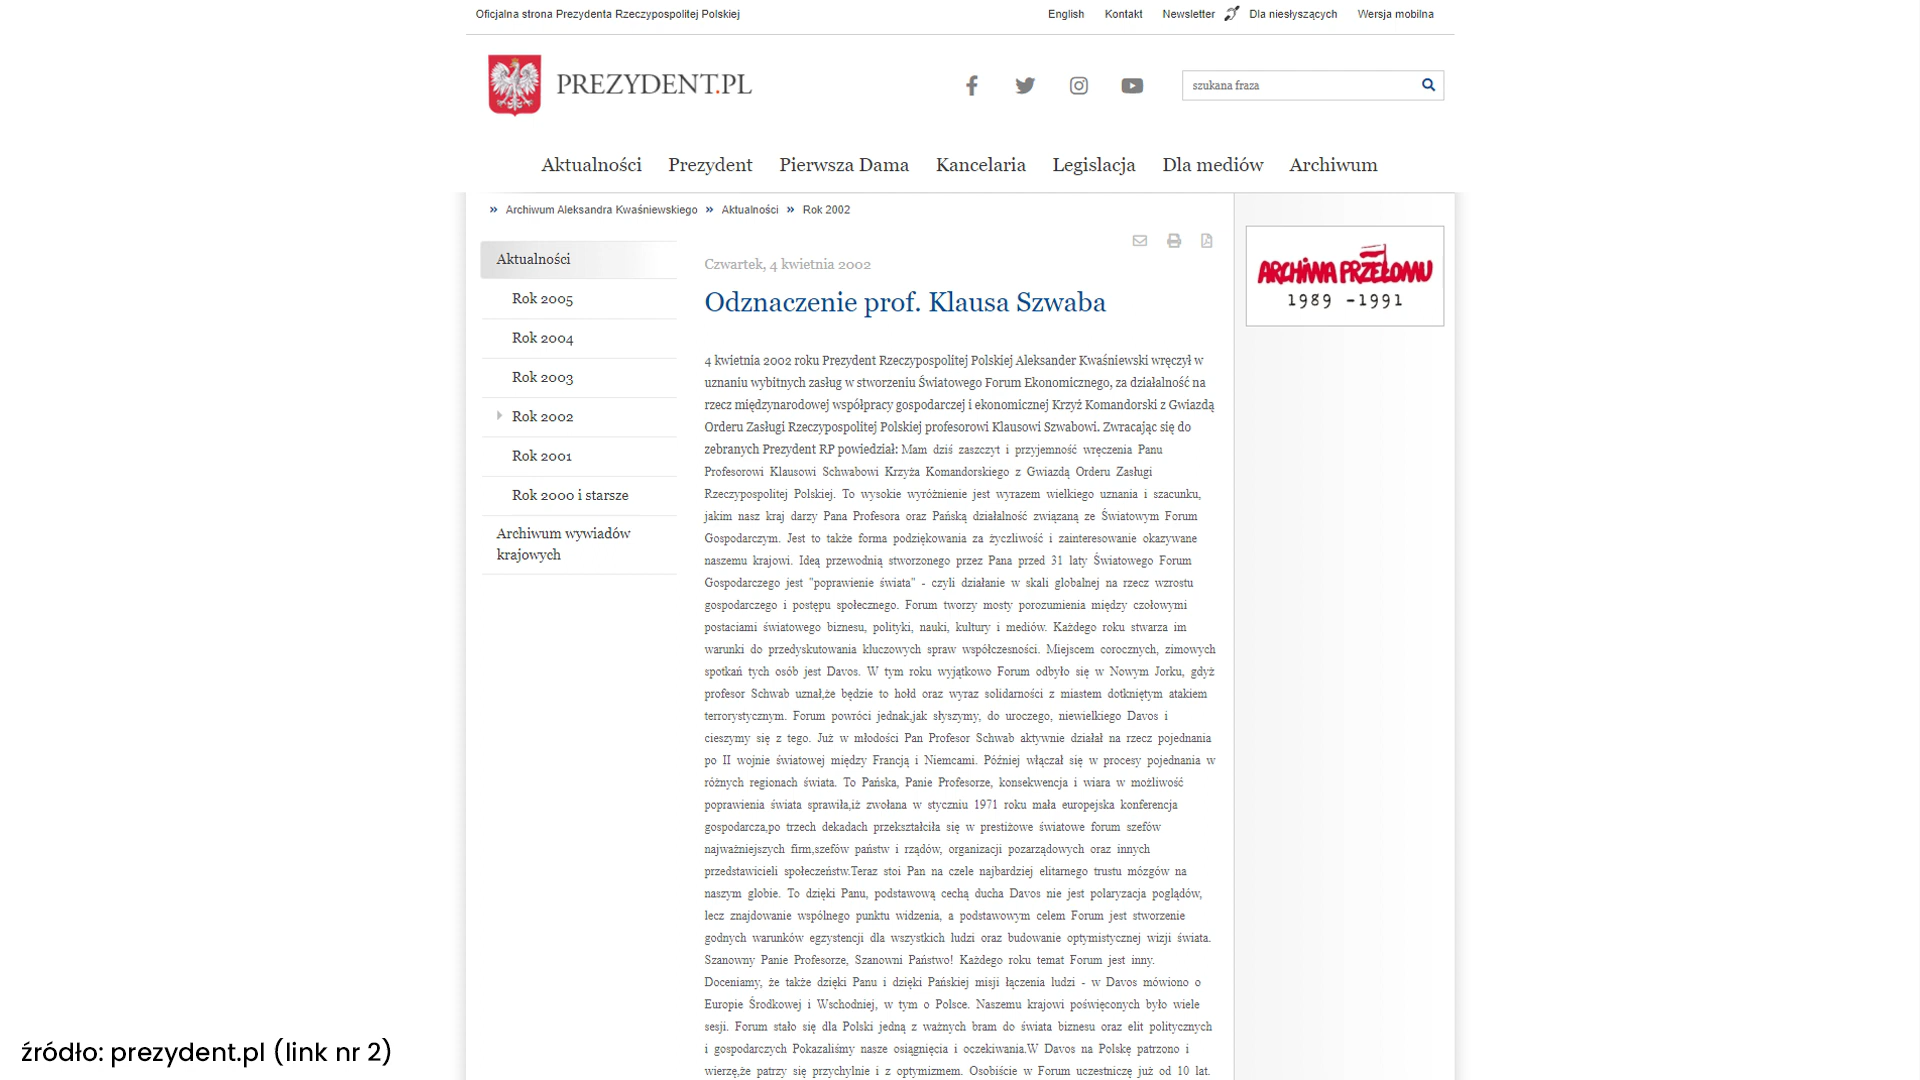 Oficjalna strona Prezydenta Rzeczypospolitej Polskiej
English Kontakt Newsletter Dla niesłyszących Wersja mobilna
PREZYDENT.PL
szukana fraza
Aktualności Prezydent Pierwsza Dama Kancelaria Legislacja Dla mediów Archiwum
» Archiwum Aleksandra Kwaśniewskiego » Aktualności » Rok 2002
Aktualności
Rok 2005
Rok 2004
Rok 2003
Rok 2002
Rok 2001
Rok 2000 i starsze
Archiwum wywiadów
krajowych
Czwartek, 4 kwietnia 2002
Odznaczenie prof. Klausa Szwaba
4 kwietnia 2002 roku Prezydent Rzeczypospolitej Polskiej Aleksander Kwaśniewski wręczył w
uznaniu wybitnych zasług w stworzeniu Światowego Forum Ekonomicznego, za działalność na
rzecz międzynarodowej współpracy gospodarczej i ekonomicznej Krzyż Komandorski z Gwiazdą
Orderu Zasługi Rzeczypospolitej Polskiej profesorowi Klausowi Szwabowi. Zwracając się do
zebranych Prezydent RP powiedział: Mam dziś zaszczyt i przyjemność wręczenia Panu
Profesorowi Klausowi Schwabowi Krzyża Komandorskiego z Gwiazdą Orderu Zasługi
Rzeczypospolitej Polskiej. To wysokie wyróżnienie jest wyrazem wielkiego uznania i szacunku,
jakim nasz kraj darzy Pana Profesora oraz Pańską działalność związaną ze Światowym Forum
Gospodarczym. Jest to także forma podziękowania za życzliwość i zainteresowanie okazywane
naszemu krajowi. Ideą przewodnią stworzonego przez Pana przed 31 laty Światowego Forum
Gospodarczego jest "poprawienie świata" - czyli działanie w skali globalnej na rzecz wzrostu
gospodarczego i postępu społecznego. Forum tworzy mosty porozumienia między czołowymi
postaciami światowego biznesu, polityki, nauki, kultury i mediów. Każdego roku stwarza im
warunki do przedyskutowania kluczowych spraw współczesności. Miejscem corocznych, zimowych
spotkań tych osób jest Davos. W tym roku wyjątkowo Forum odbyło się w Nowym Jorku, gdyż
profesor Schwab uznał,że będzie to hołd oraz wyraz solidarności z miastem dotkniętym atakiem
terrorystycznym. Forum powróci jednak,jak słyszymy, do uroczego, niewielkiego Davos i
cieszymy się z tego. Już w młodości Pan Profesor Schwab aktywnie działał na rzecz pojednania
po II wojnie światowej między Francją i Niemcami. Później włączał się w procesy pojednania w
różnych regionach świata. To Pańska, Panie Profesorze, konsekwencja i wiara w możliwość
poprawienia świata sprawiła,iż zwołana w styczniu 1971 roku mała europejska konferencja
gospodarcza,po trzech dekadach przekształciła się w prestiżowe światowe forum szefów
najważniejszych firm,szefów państw i rządów, organizacji pozarządowych oraz innych
przedstawicieli społeczeństw.Teraz stoi Pan na czele najbardziej elitarnego trustu mózgów na
naszym globie. To dzięki Panu, podstawową cechą ducha Davos nie jest polaryzacja poglądów,
lecz znajdowanie wspólnego punktu widzenia, a podstawowym celem Forum jest stworzenie
godnych warunków egzystencji dla wszystkich ludzi oraz budowanie optymistycznej wizji świata.
Szanowny Panie Profesorze, Szanowni Państwo! Każdego roku temat Forum jest inny.
Doceniamy, że także dzięki Panu i dzięki Pańskiej misji łączenia ludzi - w Davos mówiono o
Europie Środkowej i Wschodniej, w tym o Polsce. Naszemu krajowi poświęconych było wiele
sesji. Forum stało się dla Polski jedną z ważnych bram do świata biznesu oraz elit politycznych
i gospodarczych Pokazaliśmy nasze osiągnięcia i oczekiwania.W Davos na Polskę patrzono i
wierzę,że patrzy się przychylnie i z optymizmem. Osobiście w Forum uczestniczę już od 10 lat.
ARCHIWA PRZEŁOMU
1989 -1991
źródło: prezydent.pl (link nr 2)